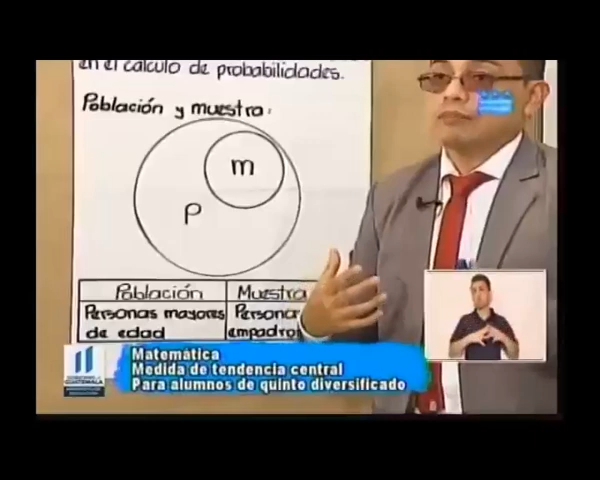 en el cálculo de probabilidades.
Población y muestra:
m
P
Población Muestra
Personas mayores
de edad
Matemática
Medida de tendencia central
Para alumnos de quinto diversificado
GUATEMALA